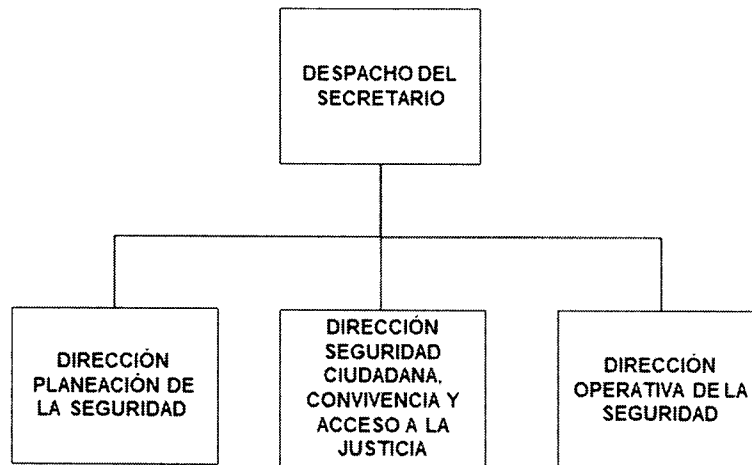 DESPACHO DEL
SECRETARIO
DIRECCIÓN
PLANEACIÓN DE
LA SEGURIDAD
DIRECCIÓN
SEGURIDAD
CIUDADANA,
CONVIVENCIA Y
ACCESO A LA
JUSTICIA
DIRECCIÓN
OPERATIVA DE LA
SEGURIDAD